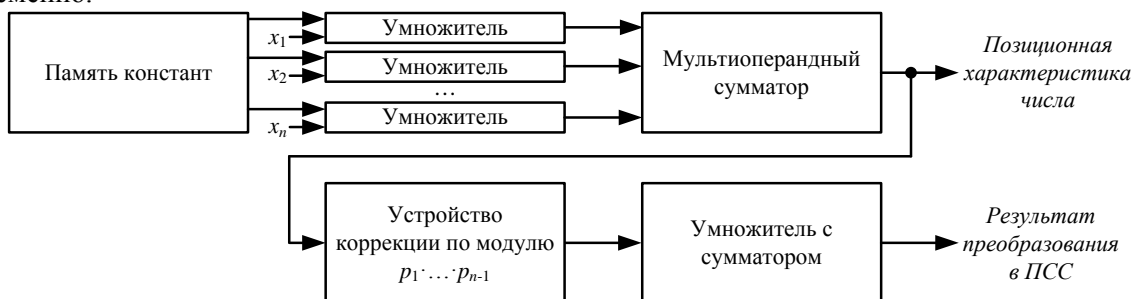 Память констант
x1
x2
xn
Умножитель
Умножитель
…
Умножитель
Мультиоперандный
сумматор
Позиционная
характеристика
числа
Устройство
коррекции по модулю
p1·…·pn-1
Умножитель с
сумматором
Результат
преобразования
в ПСС